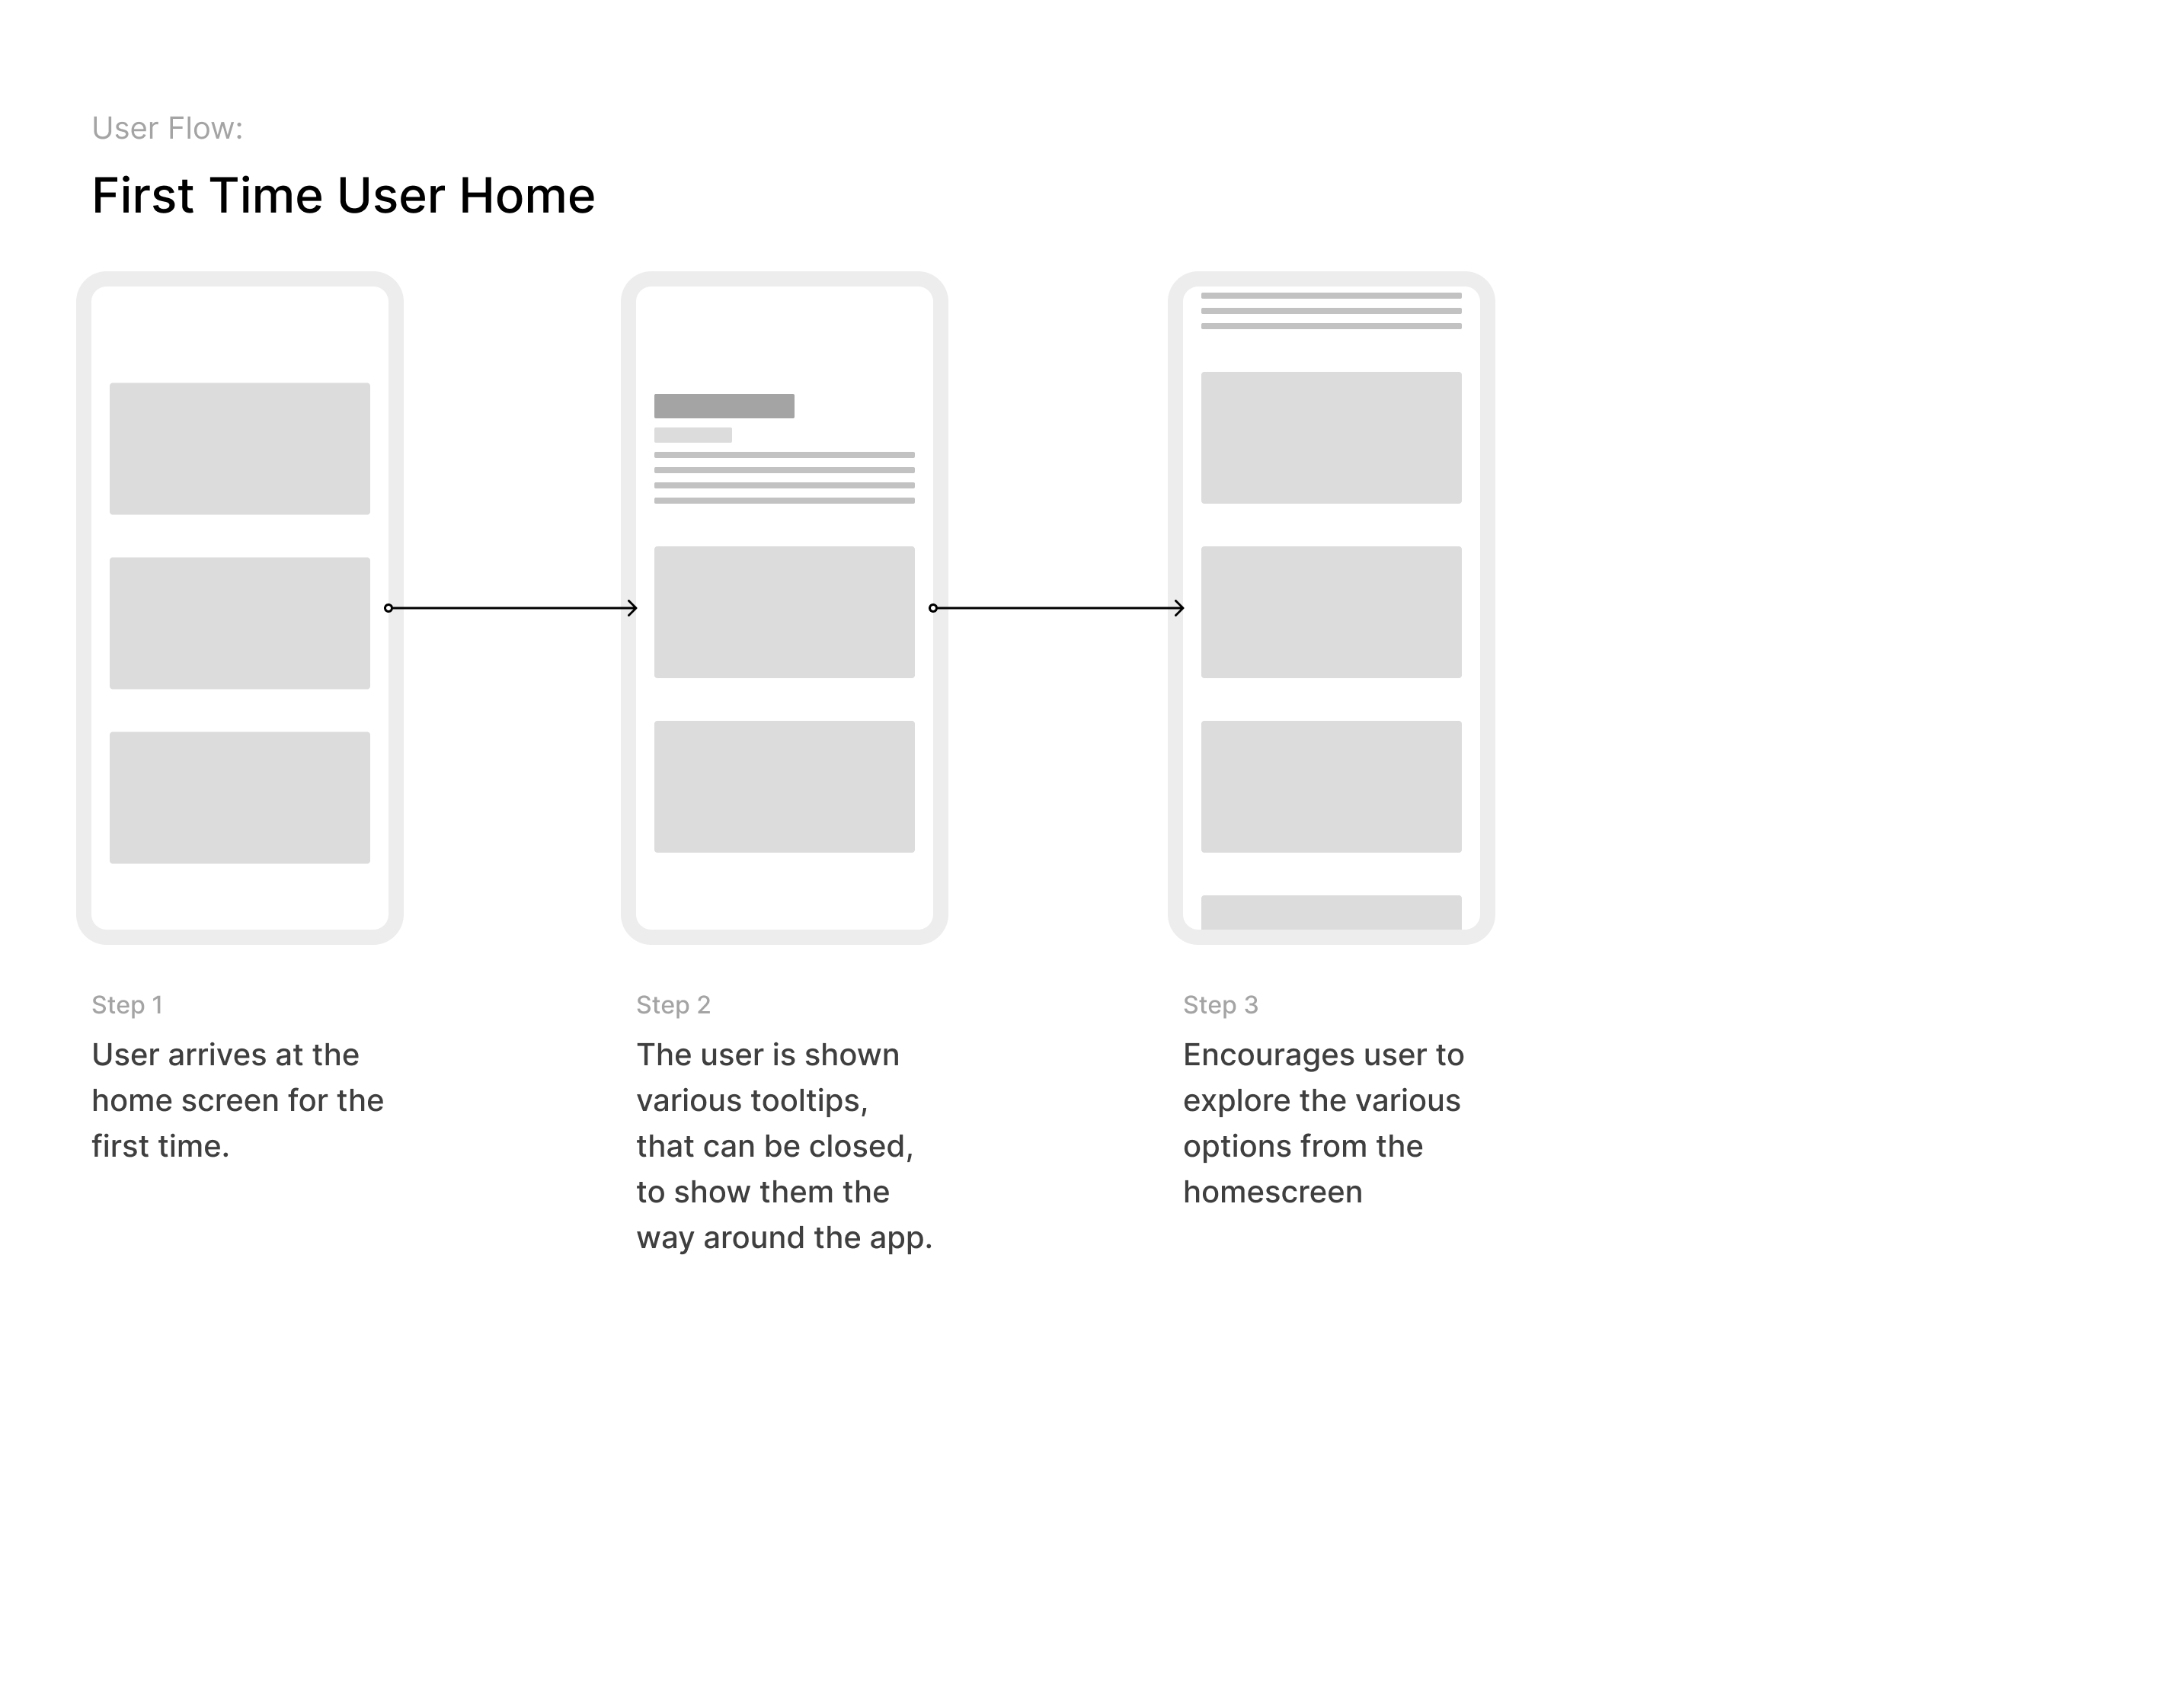 User Flow:
First Time User Home
Step 1
User arrives at the
home screen for the
first time.
Step 2
The user is shown
various tooltips,
that can be closed,
to show them the
way around the app.
Step 3
Encourages user to
explore the various
options from the
homescreen